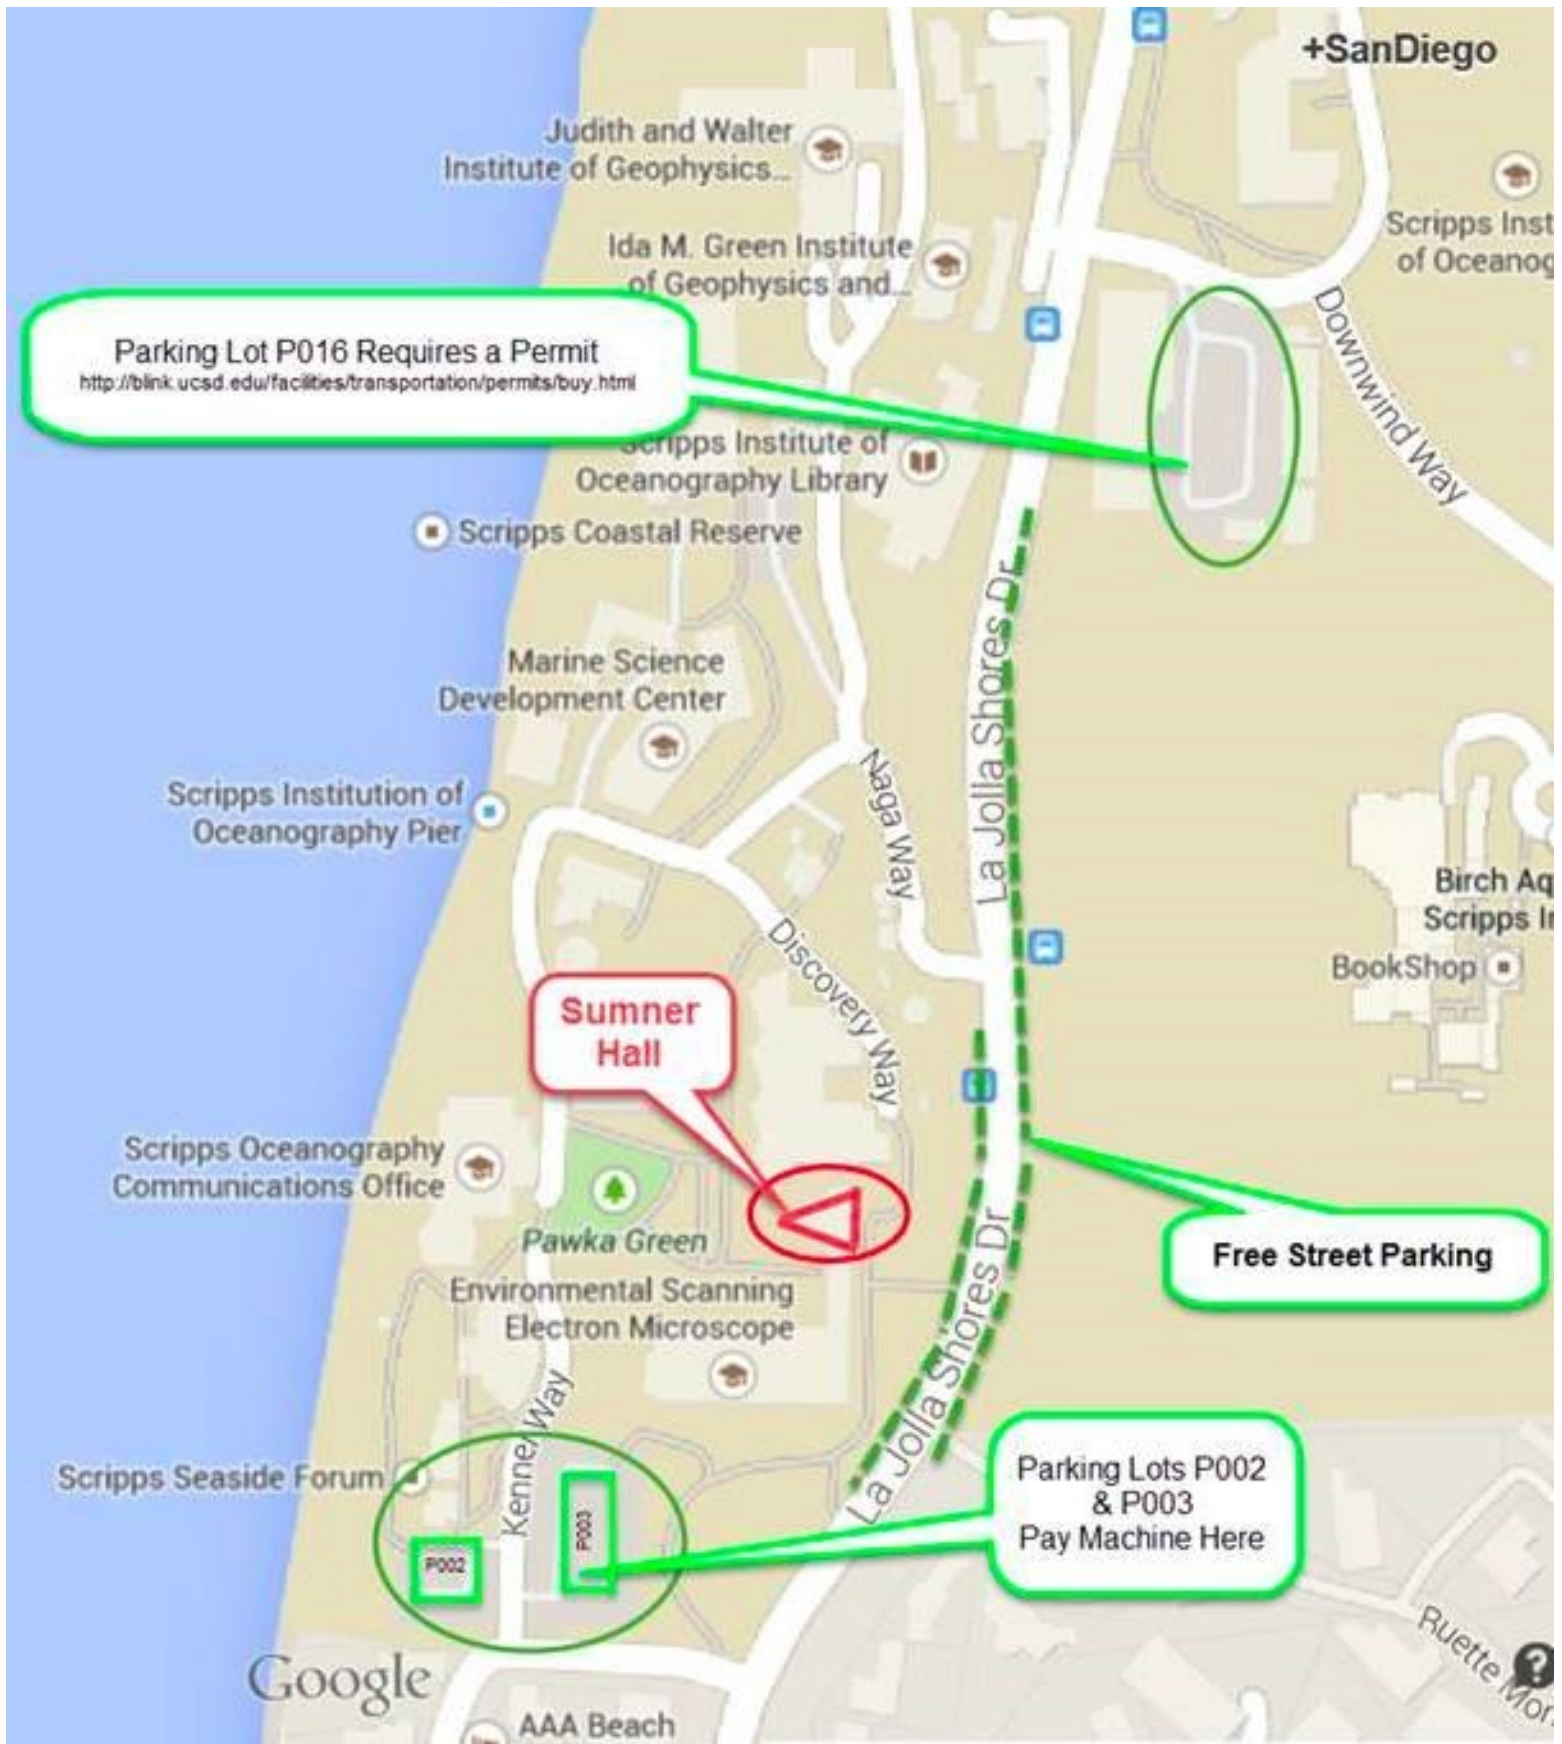 +SanDiego
Judith and Walter
Institute of Geophysics...
Scripps Inst
of Oceanog
Ida M. Green Institute
of Geophysics and...
Downwind Way
Parking Lot P016 Requires a Permit
http://blink.ucsd.edu/facilities/transportation/permits/buy.html
Scripps Institute of
Oceanography Library
Scripps Coastal Reserve
La Jolla Shores Dr
Marine Science
Development Center
Naga Way
Scripps Institution of
Oceanography Pier
Birch Aq
Scripps In
BookShop
Discovery Way
Sumner
Hall
Scripps Oceanography
Communications Office
Pawka Green
Free Street Parking
Environmental Scanning
Electron Microscope
La Jolla Shores Dr
Kennel Way
Scripps Seaside Forum
P002
P003
Parking Lots P002
& P003
Pay Machine Here
Ruette Mon
?
Google
AAA Beach